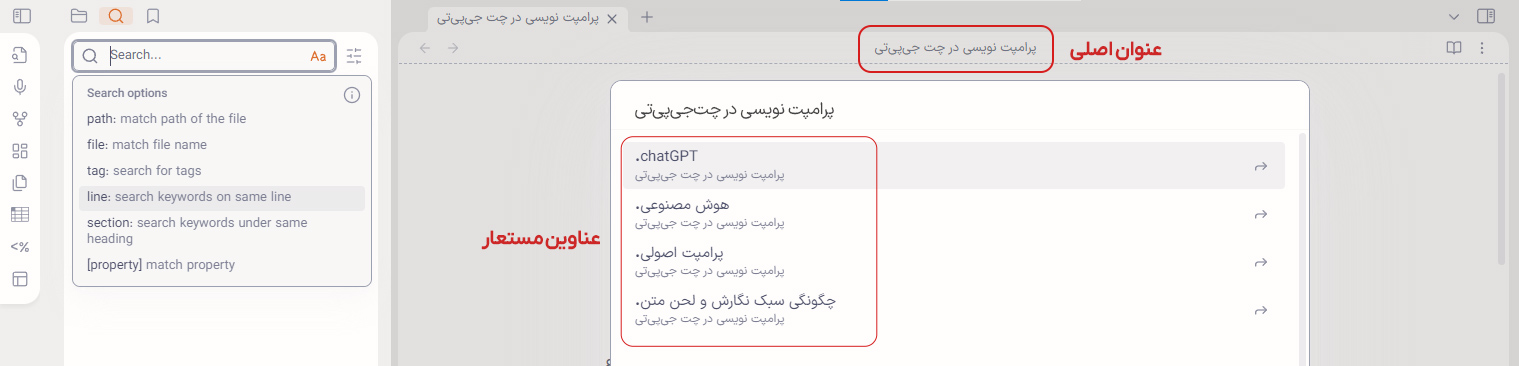 پرامپت نویسی در چت جی‌پی‌تی
Search...
Aa
Search options
path: match path of the file
file: match file name
tag: search for tags
line: search keywords on same line
section: search keywords under same
heading
[property] match property
<%
پرامپت نویسی در چت جی‌پی‌تی
عنوان اصلی
پرامپت نویسی در چت‌جی‌پی‌تی
.chatGPT
پرامپت نویسی در چت جی‌پی‌تی
هوش مصنوعی.
پرامپت نویسی در چت جی‌پی‌تی
عناوین مستعار
پرامپت اصولی.
پرامپت نویسی در چت جی‌پی‌تی
چگونگی سبک نگارش و لحن متن.
پرامپت نویسی در چت جی‌پی‌تی